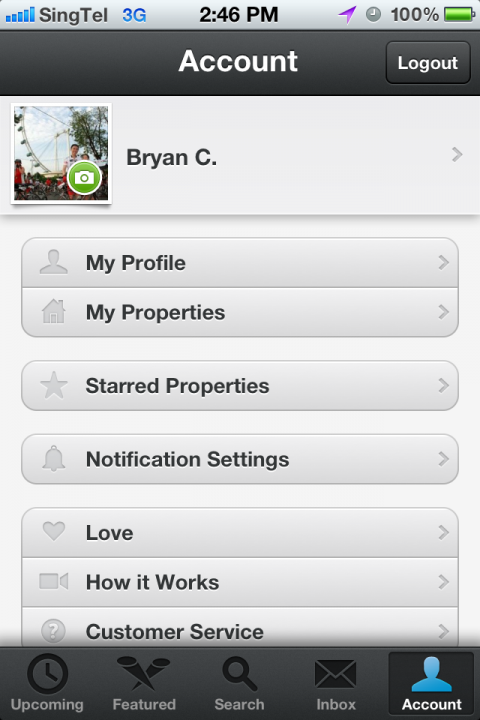 SingTel 3G 2:46 PM 100%
Account
Logout
Bryan C.
My Profile
My Properties
Starred Properties
Notification Settings
Love
How it Works
Customer Service
Upcoming Featured Search Inbox Account